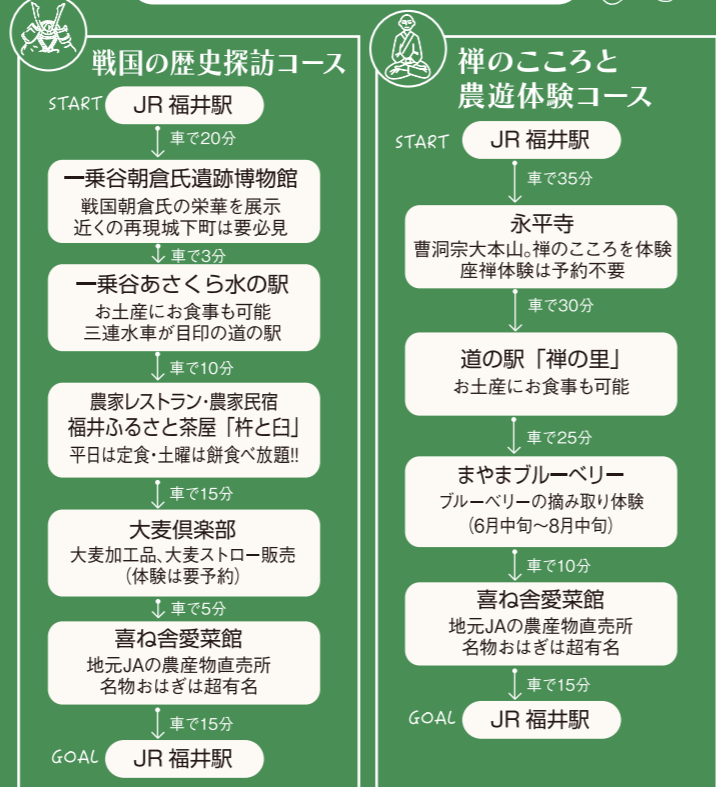 戦国の歴史探訪コース
START
JR 福井駅
車で20分
一乗谷朝倉氏遺跡博物館
戦国朝倉氏の栄華を展示
近くの再現城下町は要必見
車で3分
一乗谷あさくら水の駅
お土産にお食事も可能
三連水車が目印の道の駅
車で10分
農家レストラン・農家民宿
福井ふるさと茶屋「杵と臼」
平日は定食・土曜は餅食べ放題!!
車で15分
大麦倶楽部
大麦加工品、大麦ストロー販売
(体験は要予約)
車で5分
喜ね舎愛菜館
地元JAの農産物直売所
名物おはぎは超有名
車で15分
GOAL
JR 福井駅
禅のこころと
農遊体験コース
START
JR 福井駅
車で35分
永平寺
曹洞宗大本山。禅のこころを体験
座禅体験は予約不要
車で30分
道の駅「禅の里」
お土産にお食事も可能
車で25分
まやまブルーベリー
ブルーベリーの摘み取り体験
(6月中旬～8月中旬)
車で10分
喜ね舎愛菜館
地元JAの農産物直売所
名物おはぎは超有名
車で15分
GOAL
JR 福井駅